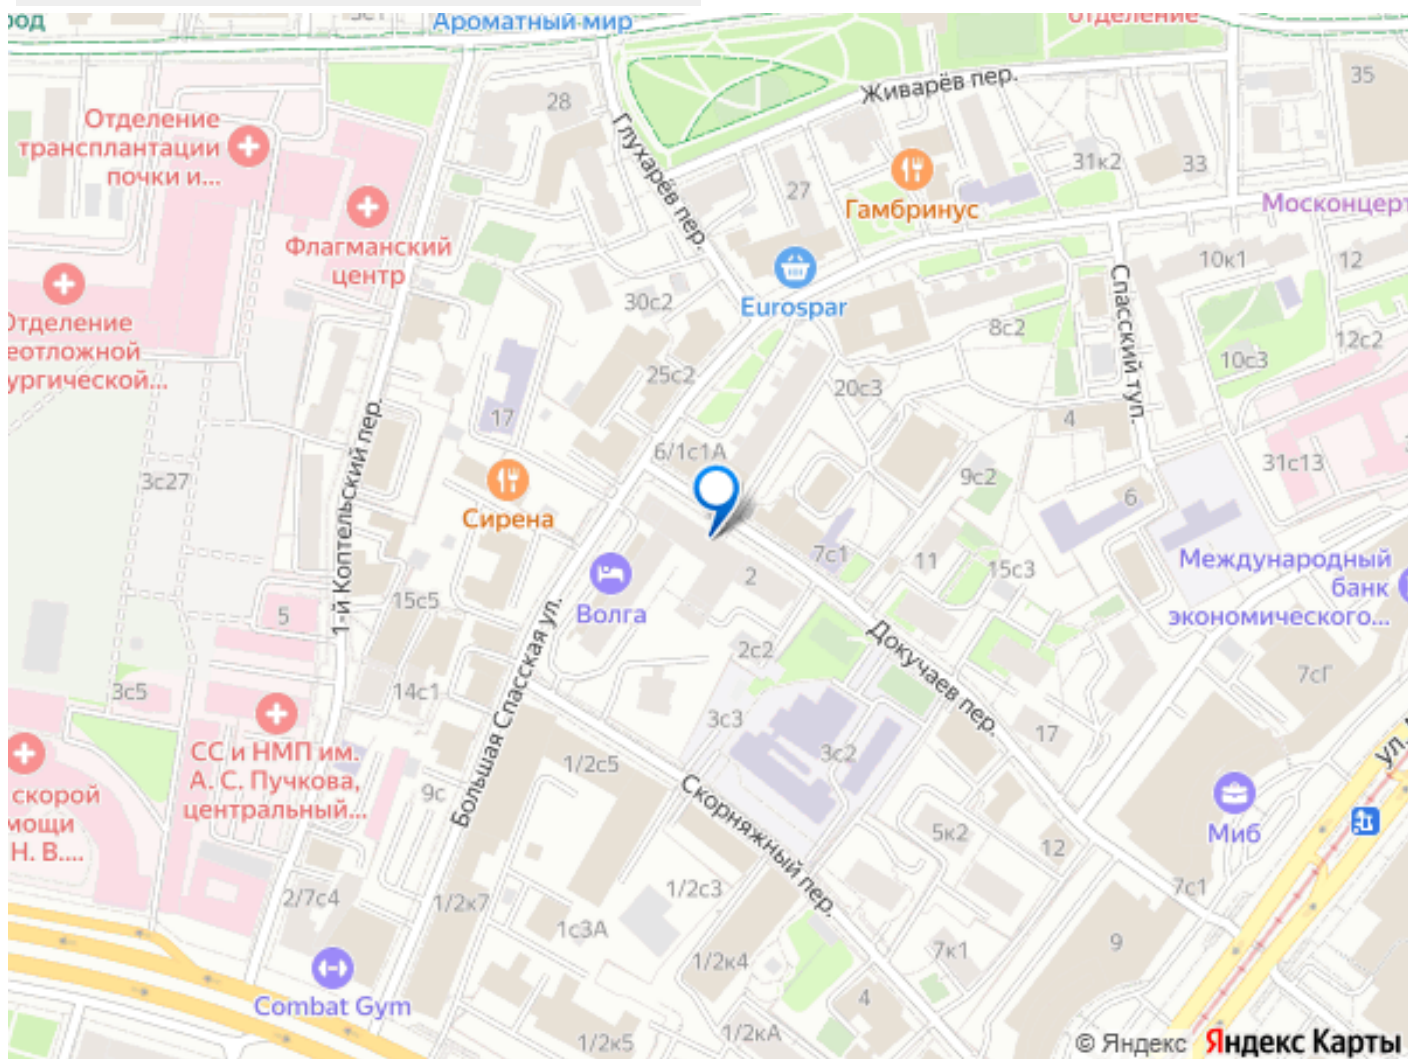 од
3с1
Ароматный мир
отделение
Живарёв пер.
35
28
Отделение
трансплантации
почки и...
Глухарёв пер.
31к2
33
27
Гамбринус
Москонцерт
Флагманский
центр
10к1
12
Спасский туп.
30с2
Eurospar
Отделение
еотложной
ургической...
8с2
12с2
10с3
25с2
20с3
17
4
1-й Коптельский пер.
6/1с1А
3с27
9с2
31с13
6
Сирена
7с1
11
15с3
Международный
банк
экономического...
2
Волга
15с5
5
Большая Спасская ул.
2с2
Докучаев пер.
7сГ
3с5
14с1
3с3
СС и НМП им.
А. С. Пучкова,
центральный...
3с2
17
ул.
1/2с5
9с
скорой
мощи
Н. В....
Скорняжный пер.
Миб
5к2
12
2/7с4
1/2к7
1/2с3
7с1
1с3А
9
7к1
1/2к4
Combat Gym
4
1/2к5
1/2кА
© Яндекс Яндекс Карты